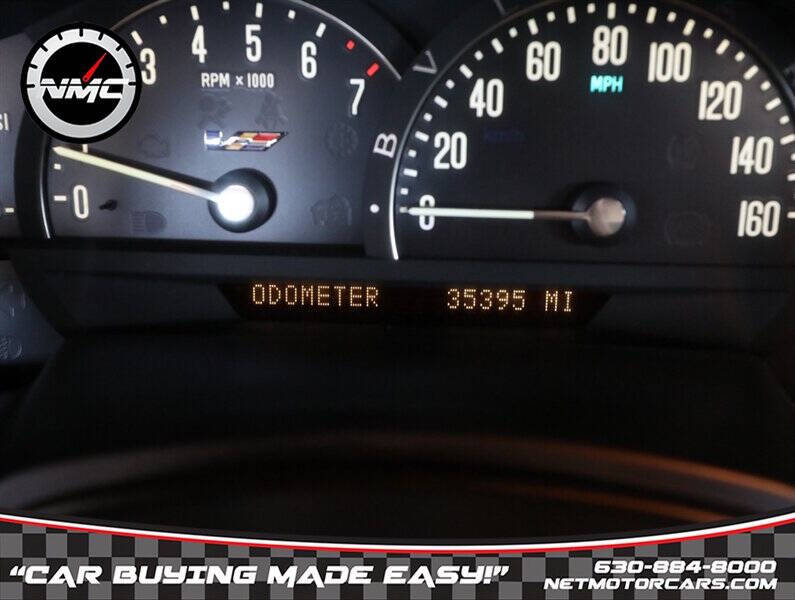 NMC
3 4 5 6 7
RPM × 1000
0
V
B
0 20 40 60 80 100 120 140 160
MPH
km/h
ODOMETER 35395 MI
"CAR BUYING MADE EASY!"
630-884-8000
NETMOTORCARS.COM